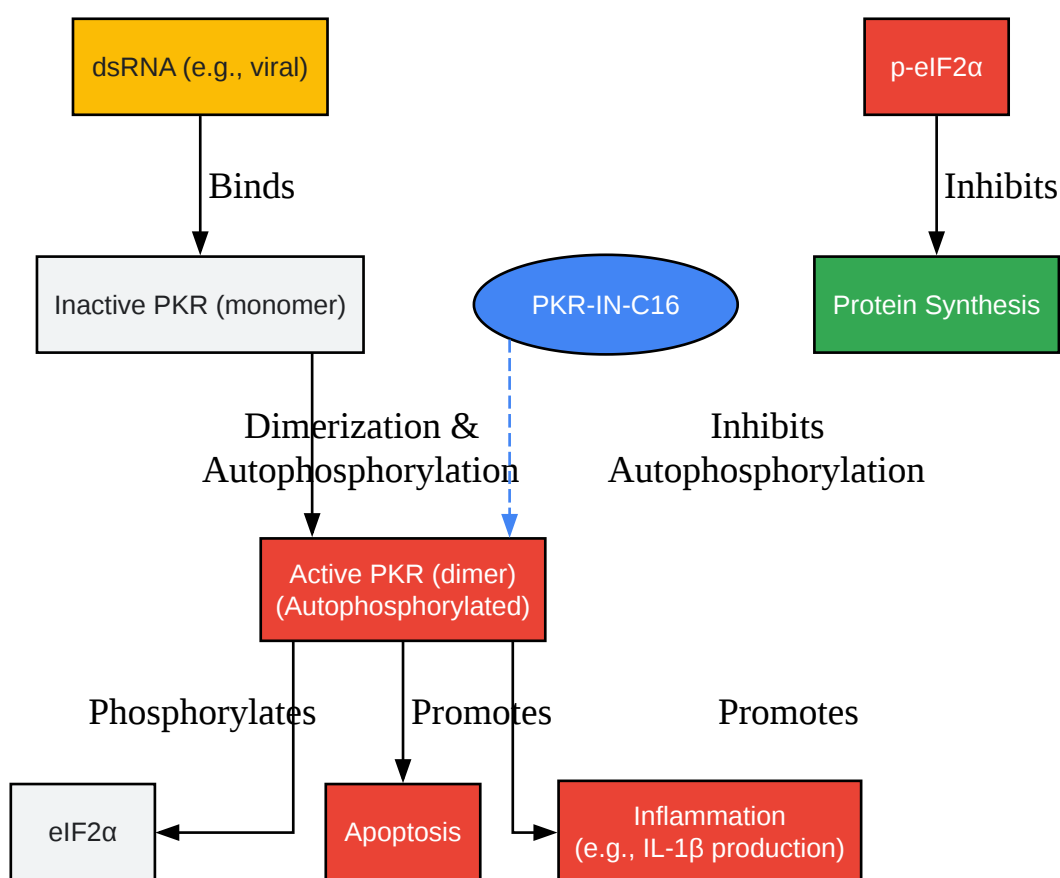 dsRNA (e.g., viral)
p-eIF2α
Binds
Inhibits
Inactive PKR (monomer)
PKR-IN-C16
Protein Synthesis
Dimerization &
Autophosphorylation
Inhibits
Autophosphorylation
Active PKR (dimer)
(Autophosphorylated)
Phosphorylates
Promotes
Promotes
eIF2α
Apoptosis
Inflammation
(e.g., IL-1β production)